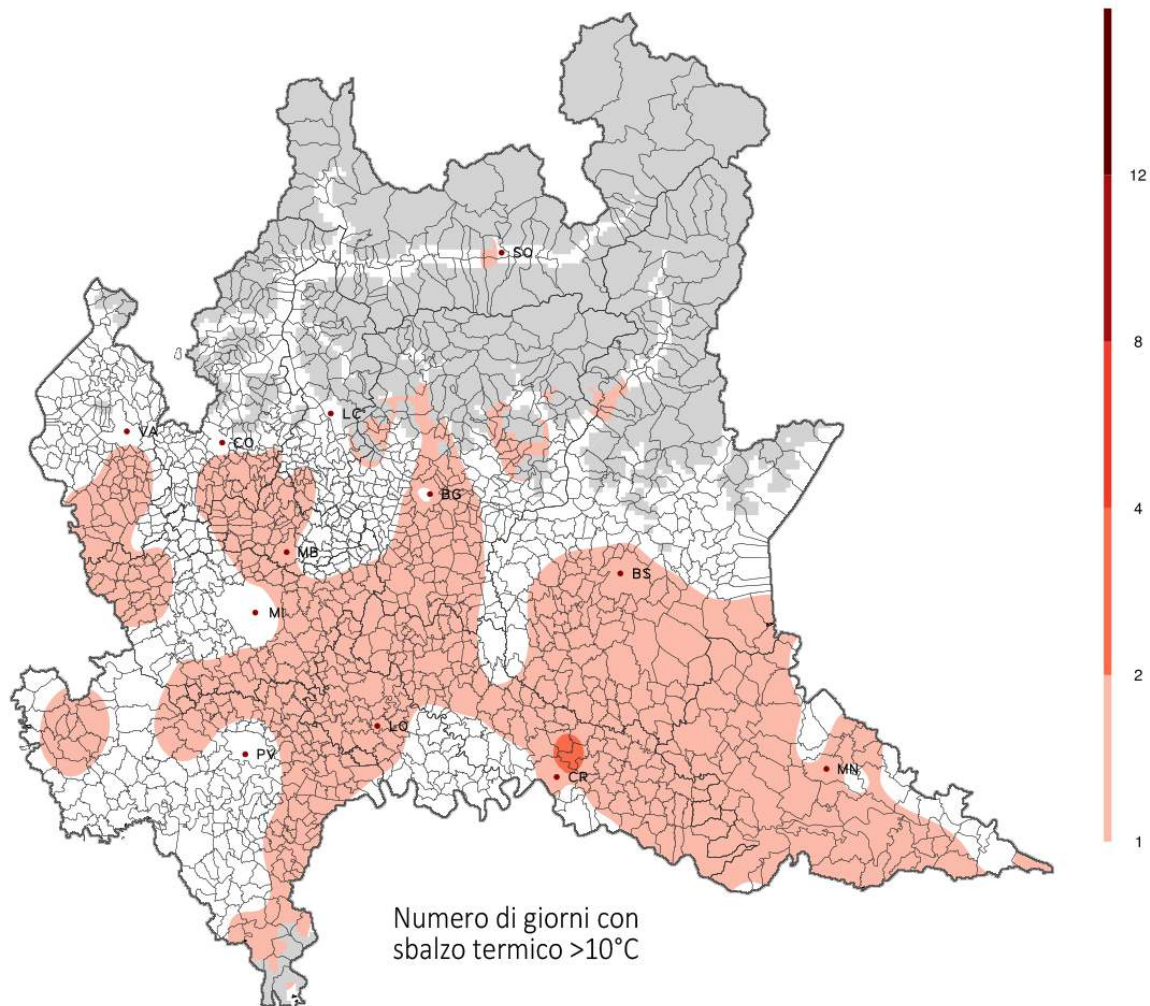 12
SO
8
LC
VA
CO
BG
4
MB
BS
MI
2
LO
PV
MN
CR
1
Numero di giorni con
sbalzo termico >10°C